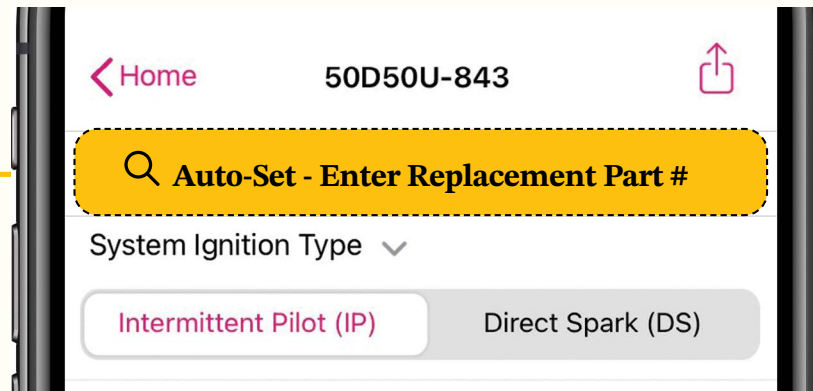 Home 50D50U-843
Auto-Set - Enter Replacement Part #
System Ignition Type
Intermittent Pilot (IP) Direct Spark (DS)